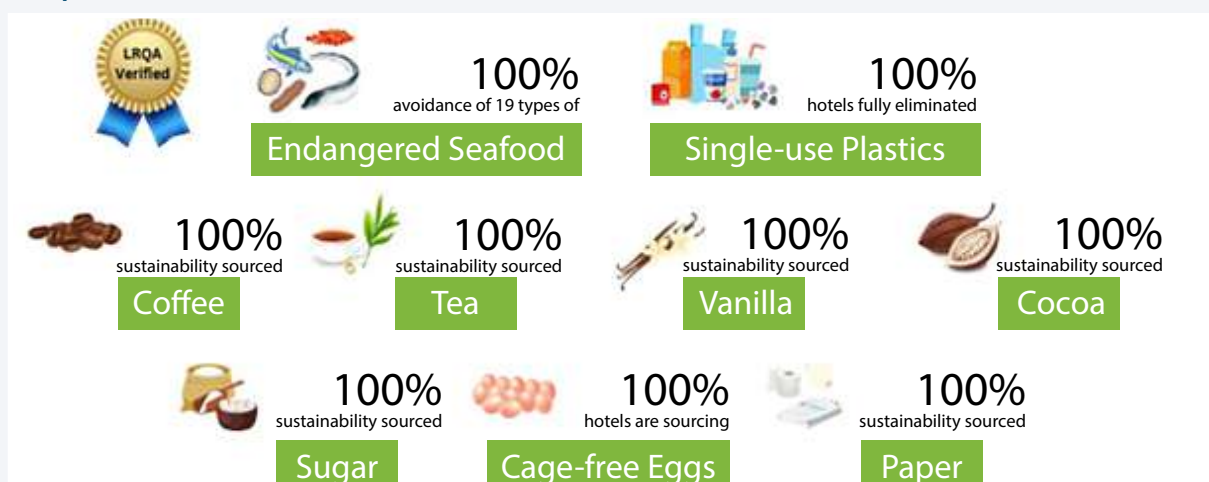 LRQA
Verified
100%
avoidance of 19 types of
Endangered Seafood
100%
hotels fully eliminated
Single-use Plastics
100%
sustainability sourced
Coffee
100%
sustainability sourced
Tea
100%
sustainability sourced
Vanilla
100%
sustainability sourced
Cocoa
100%
sustainability sourced
Sugar
100%
hotels are sourcing
Cage-free Eggs
100%
sustainability sourced
Paper